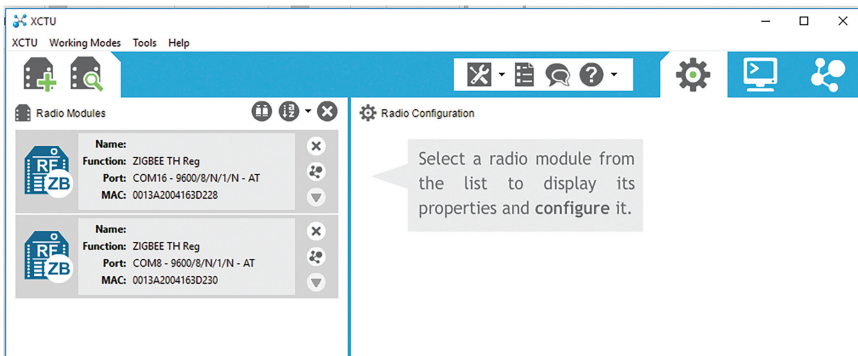 XCTU
XCTU Working Modes Tools Help
Radio Modules
Radio Configuration
RF
ZB
Name:
Function: ZIGBEE TH Reg
Port: COM16 - 9600/8/N/1/N - AT
MAC: 0013A2004163D228
RF
ZB
Name:
Function: ZIGBEE TH Reg
Port: COM8 - 9600/8/N/1/N - AT
MAC: 0013A2004163D230
Select a radio module from
the list to display its
properties and configure it.